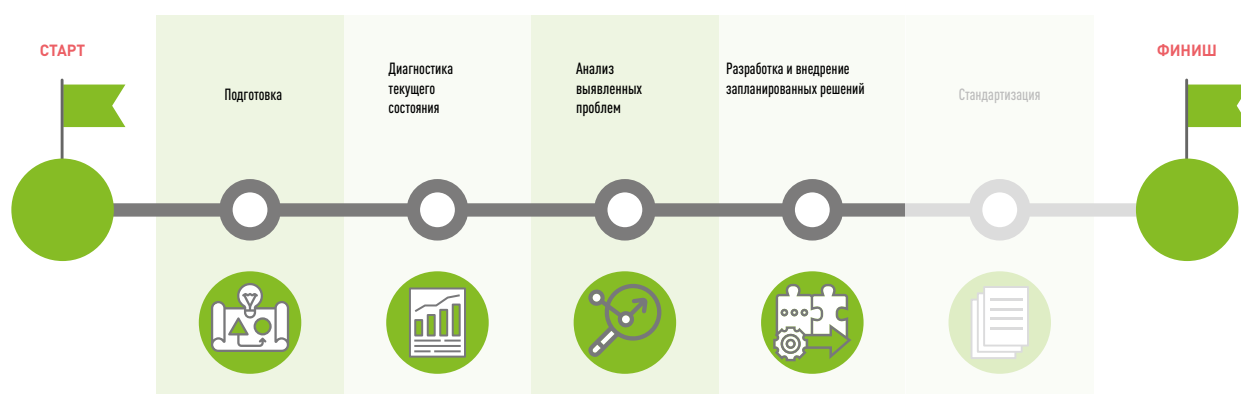 СТАРТ
ФИНИШ
Подготовка
Диагностика
текущего
состояния
Анализ
выявленных
проблем
Разработка и внедрение
запланированных решений
Стандартизация